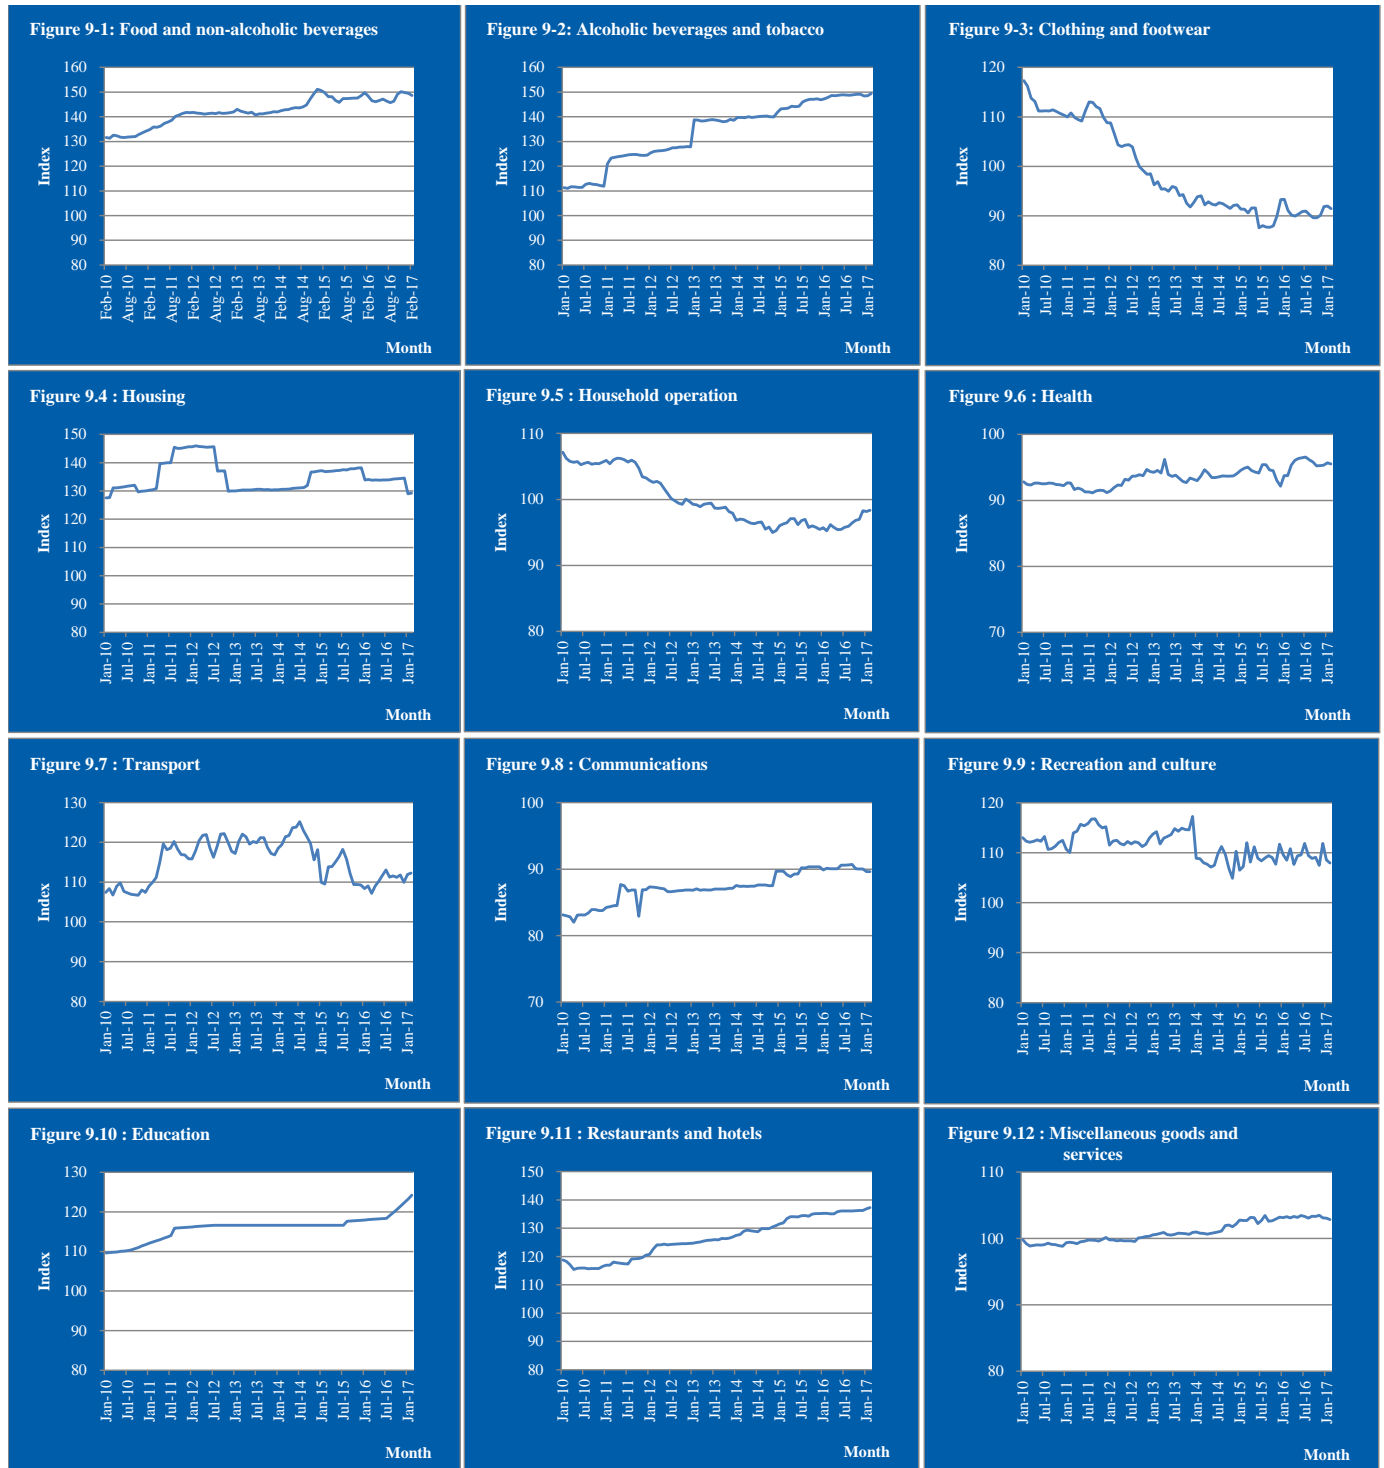 Figure 9-1: Food and non-alcoholic beverages
160
150
140
130
120
110
100
90
80
Index
Feb-10
Aug-10
Feb-11
Aug-11
Feb-12
Aug-12
Feb-13
Aug-13
Feb-14
Aug-14
Feb-15
Aug-15
Feb-16
Aug-16
Feb-17
Month
Figure 9-2: Alcoholic beverages and tobacco
160
150
140
130
120
110
100
90
80
Index
Jan-10
Jul-10
Jan-11
Jul-11
Jan-12
Jul-12
Jan-13
Jul-13
Jan-14
Jul-14
Jan-15
Jul-15
Jan-16
Jul-16
Jan-17
Month
Figure 9-3: Clothing and footwear
120
110
100
90
80
Index
Jan-10
Jul-10
Jan-11
Jul-11
Jan-12
Jul-12
Jan-13
Jul-13
Jan-14
Jul-14
Jan-15
Jul-15
Jan-16
Jul-16
Jan-17
Month
Figure 9.4 : Housing
150
140
130
120
110
100
90
80
Index
Jan-10
Jul-10
Jan-11
Jul-11
Jan-12
Jul-12
Jan-13
Jul-13
Jan-14
Jul-14
Jan-15
Jul-15
Jan-16
Jul-16
Jan-17
Month
Figure 9.5 : Household operation
110
100
90
80
Index
Jan-10
Jul-10
Jan-11
Jul-11
Jan-12
Jul-12
Jan-13
Jul-13
Jan-14
Jul-14
Jan-15
Jul-15
Jan-16
Jul-16
Jan-17
Month
Figure 9.6 : Health
100
90
80
70
Index
Jan-10
Jul-10
Jan-11
Jul-11
Jan-12
Jul-12
Jan-13
Jul-13
Jan-14
Jul-14
Jan-15
Jul-15
Jan-16
Jul-16
Jan-17
Month
Figure 9.7 : Transport
130
120
110
100
90
80
Index
Jan-10
Jul-10
Jan-11
Jul-11
Jan-12
Jul-12
Jan-13
Jul-13
Jan-14
Jul-14
Jan-15
Jul-15
Jan-16
Jul-16
Jan-17
Month
Figure 9.8 : Communications
100
90
80
70
Index
Jan-10
Jul-10
Jan-11
Jul-11
Jan-12
Jul-12
Jan-13
Jul-13
Jan-14
Jul-14
Jan-15
Jul-15
Jan-16
Jul-16
Jan-17
Month
Figure 9.9 : Recreation and culture
120
110
100
90
80
Index
Jan-10
Jul-10
Jan-11
Jul-11
Jan-12
Jul-12
Jan-13
Jul-13
Jan-14
Jul-14
Jan-15
Jul-15
Jan-16
Jul-16
Jan-17
Month
Figure 9.10 : Education
130
120
110
100
90
80
Index
Jan-10
Jul-10
Jan-11
Jul-11
Jan-12
Jul-12
Jan-13
Jul-13
Jan-14
Jul-14
Jan-15
Jul-15
Jan-16
Jul-16
Jan-17
Month
Figure 9.11 : Restaurants and hotels
150
140
130
120
110
100
90
80
Index
Jan-10
Jul-10
Jan-11
Jul-11
Jan-12
Jul-12
Jan-13
Jul-13
Jan-14
Jul-14
Jan-15
Jul-15
Jan-16
Jul-16
Jan-17
Month
Figure 9.12 : Miscellaneous goods and
services
110
100
90
80
Index
Jan-10
Jul-10
Jan-11
Jul-11
Jan-12
Jul-12
Jan-13
Jul-13
Jan-14
Jul-14
Jan-15
Jul-15
Jan-16
Jul-16
Jan-17
Month